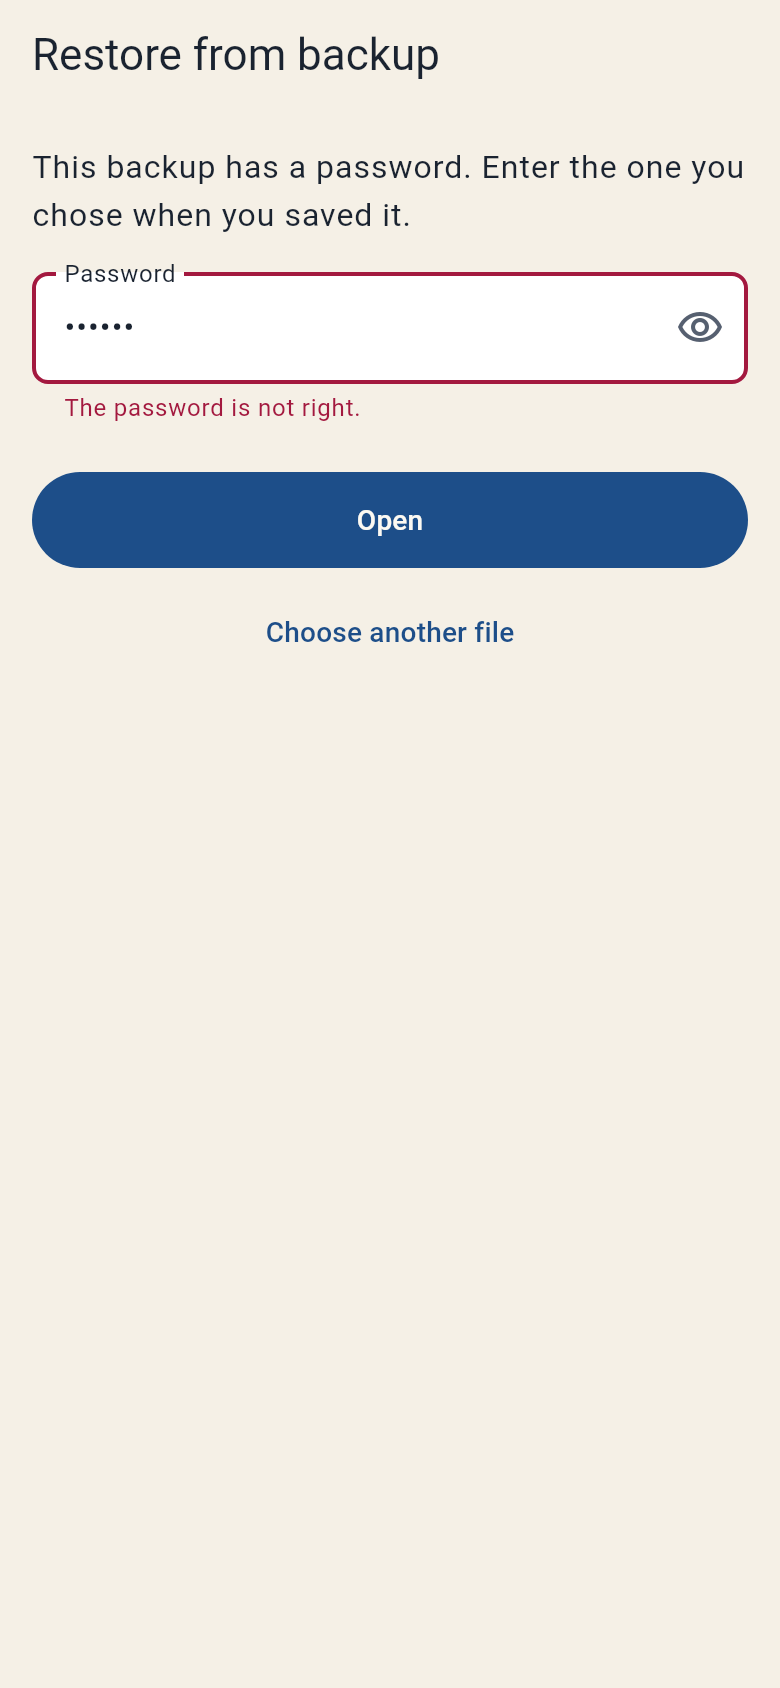 Restore from backup
This backup has a password. Enter the one you
chose when you saved it.
Password
••••••
The password is not right.
Open
Choose another file